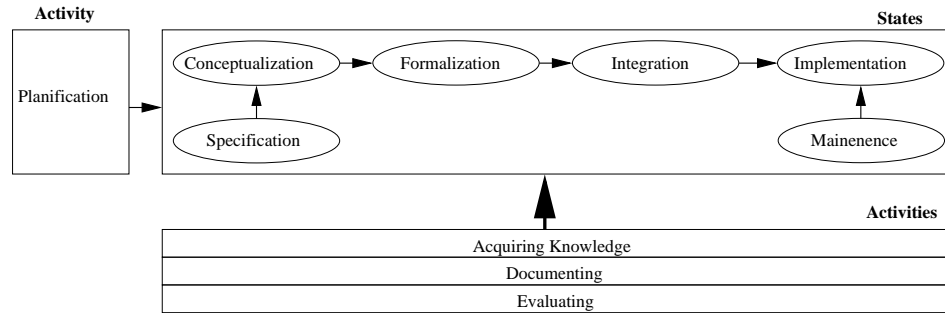 Activity
States
Planification
Conceptualization
Formalization
Integration
Implementation
Specification
Mainenence
Activities
Acquiring Knowledge
Documenting
Evaluating